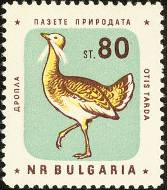 ПАЗЕТЕ ПРИРОДАТА
ST. 80
ДРОПЛА
OTIS TARDA
NR BULGARIA